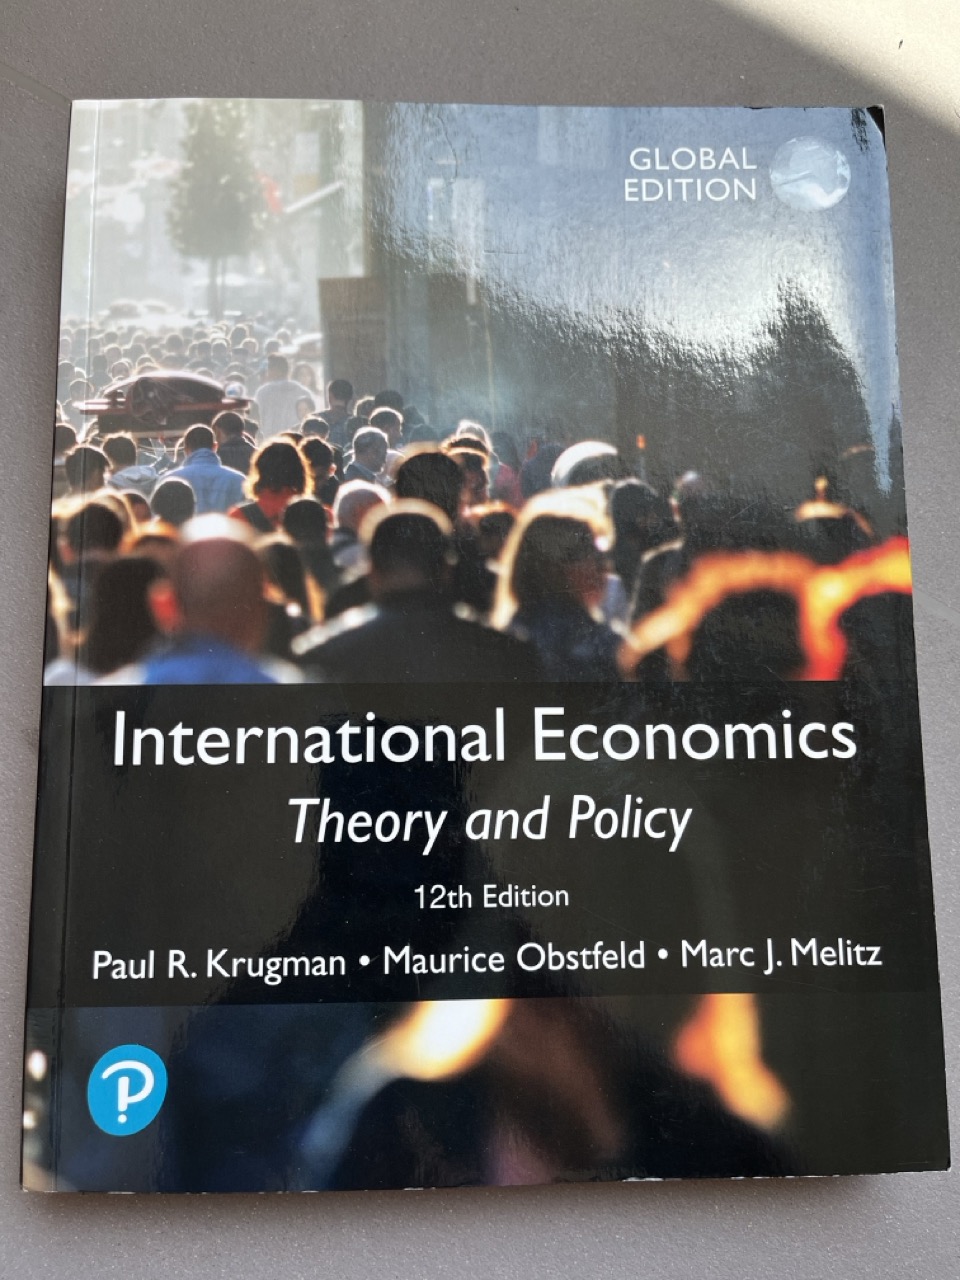 GLOBAL
EDITION
International Economics
Theory and Policy
12th Edition
Paul R. Krugman • Maurice Obstfeld • Marc J. Melitz
P